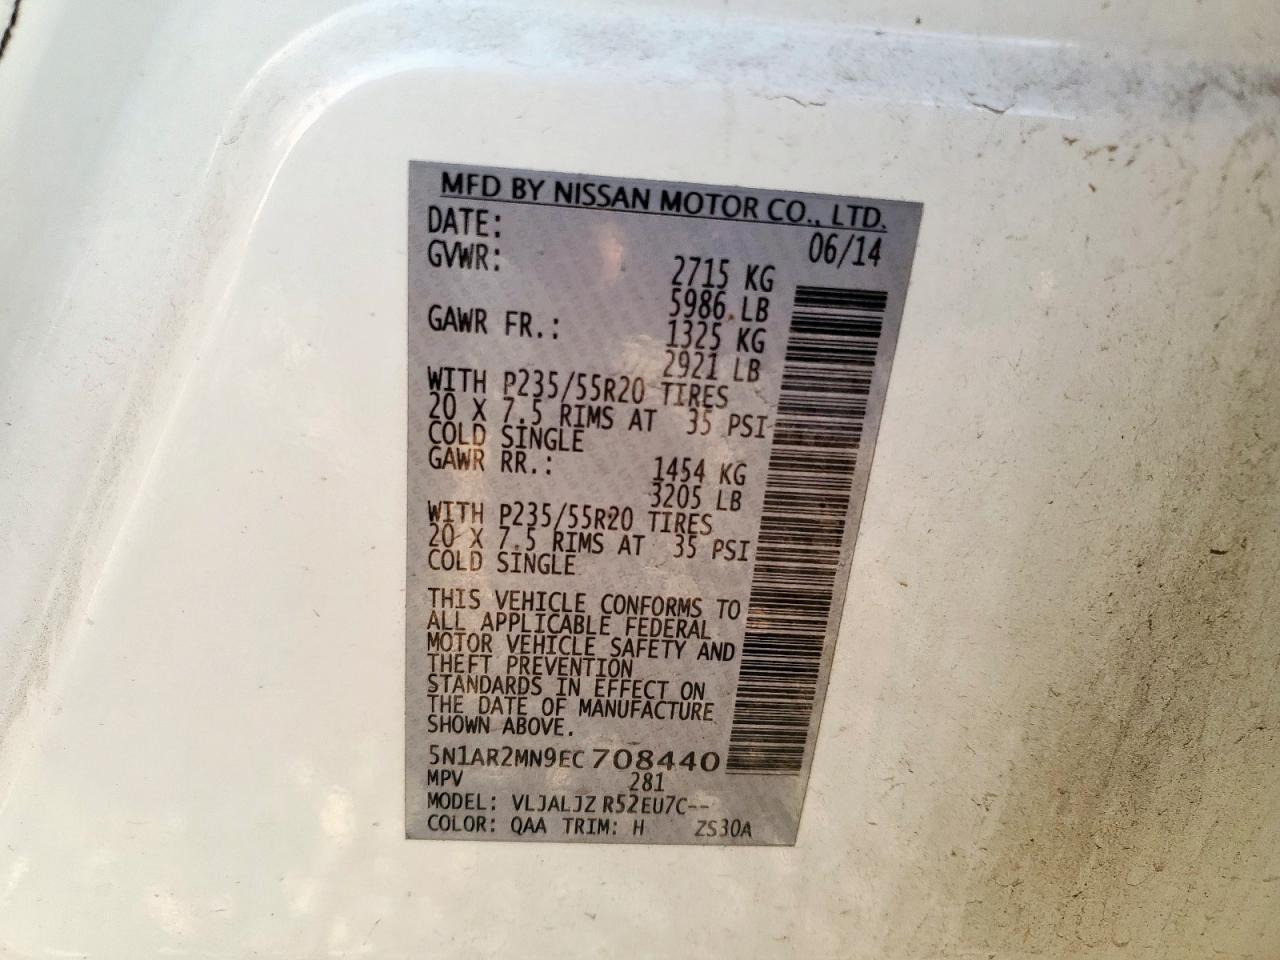 MFD BY NISSAN MOTOR CO., LTD.
DATE: 06/14
GVWR: 2715 KG
5986 LB
GAWR FR.: 1325 KG
2921 LB
WITH P235/55R20 TIRES
20 X 7.5 RIMS AT 35 PSI
COLD SINGLE
GAWR RR.: 1454 KG
3205 LB
WITH P235/55R20 TIRES
20 X 7.5 RIMS AT 35 PSI
COLD SINGLE
THIS VEHICLE CONFORMS TO
ALL APPLICABLE FEDERAL
MOTOR VEHICLE SAFETY AND
THEFT PREVENTION
STANDARDS IN EFFECT ON
THE DATE OF MANUFACTURE
SHOWN ABOVE.
5N1AR2MN9EC708440
MPV 281
MODEL: VLJALJZ R52EU7C--
COLOR: QAA TRIM: H ZS30A